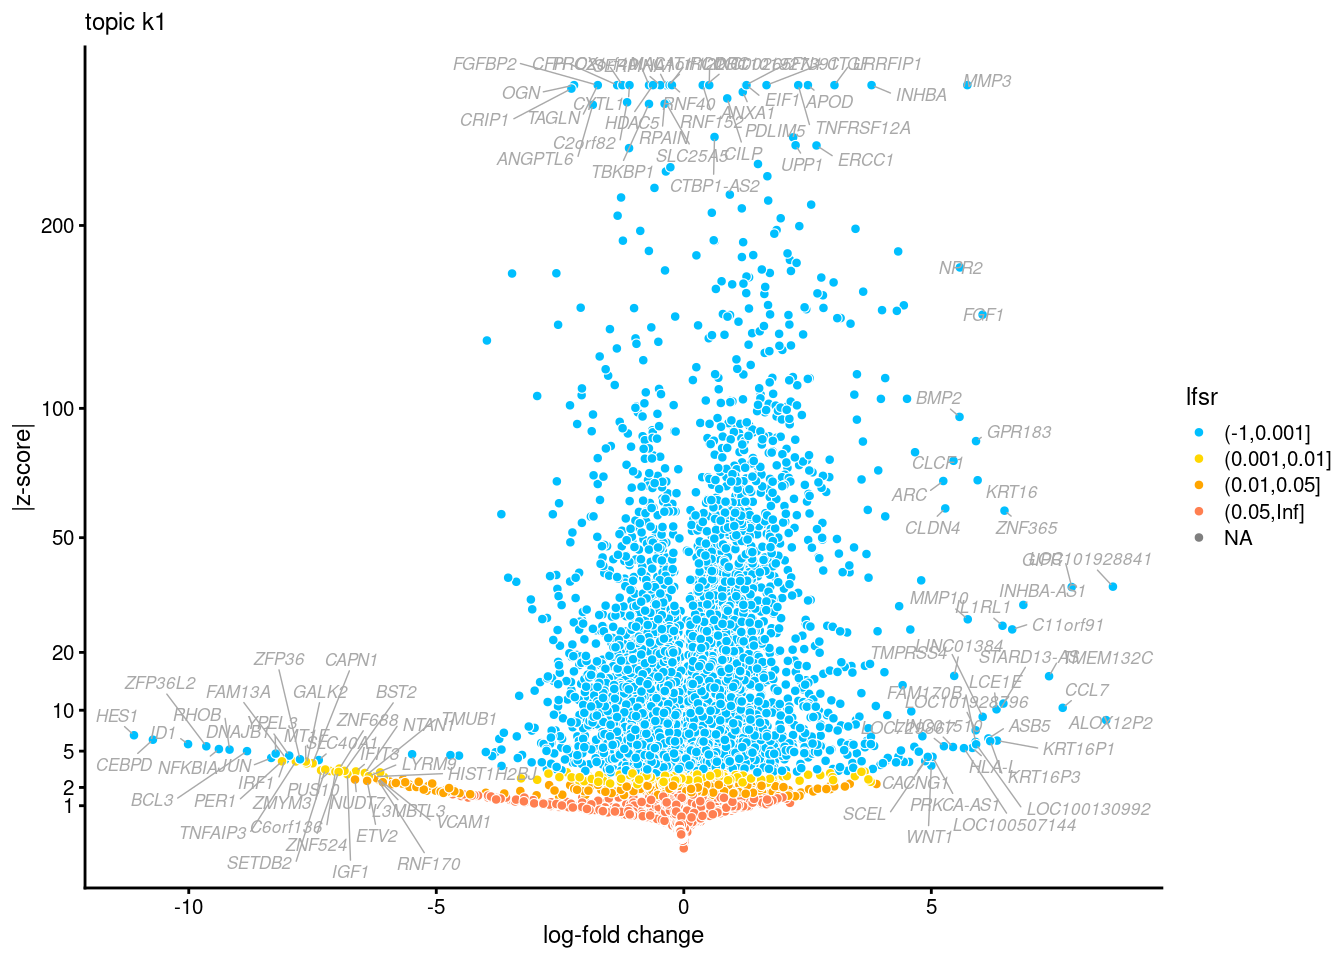 topic k1
FGFBP2
INHBA
MMP3
OGN
CRIP1
TAGLN
CYTL1
RNF40
EIF1
APOD
ANXA1
HDAC5
RNF152
C2orf82
RPAIN
PDLIM5
TNFRSF12A
ANGPTL6
SLC25A5
CILP
UPP1
ERCC1
TBKBP1
CTBP1-AS2
NPR2
FGF1
BMP2
GPR183
CLCF1
ARC
KRT16
CLDN4
ZNF365
LOC101928841
INHBA-AS1
MMP10
IL1RL1
C11orf91
LINC01384
TMPRSS4
STARD13-AS
TMEM132C
LCE1E
FAM170B
LOC101928796
CCL7
ALOX12P2
ASB5
KRT16P1
HLA-L
KRT16P3
CACNG1
PRKCA-AS1
LOC100130992
SCEL
LOC100507144
WNT1
ZFP36
CAPN1
ZFP36L2
FAM13A
GALK2
BST2
HES1
RHOB
YPEL3
ZNF688
NTAN1
TMUB1
ID1
DNAJB1
SEC40A1
CEBPD
NFKBIA
JUN
LYRM9
HIST1H2BJ
IRF1
PUS10
BCL3
PER1
ZMYM3
NUDT7
L3MBTL3
VCAM1
TNFAIP3
C6orf136
ETV2
ZNF524
SETDB2
IGF1
RNF170
200
100
50
20
10
5
2
1
-10
-5
0
5
log-fold change
|z-score|
lfsr
(-1,0.001]
(0.001,0.01]
(0.01,0.05]
(0.05,Inf]
NA